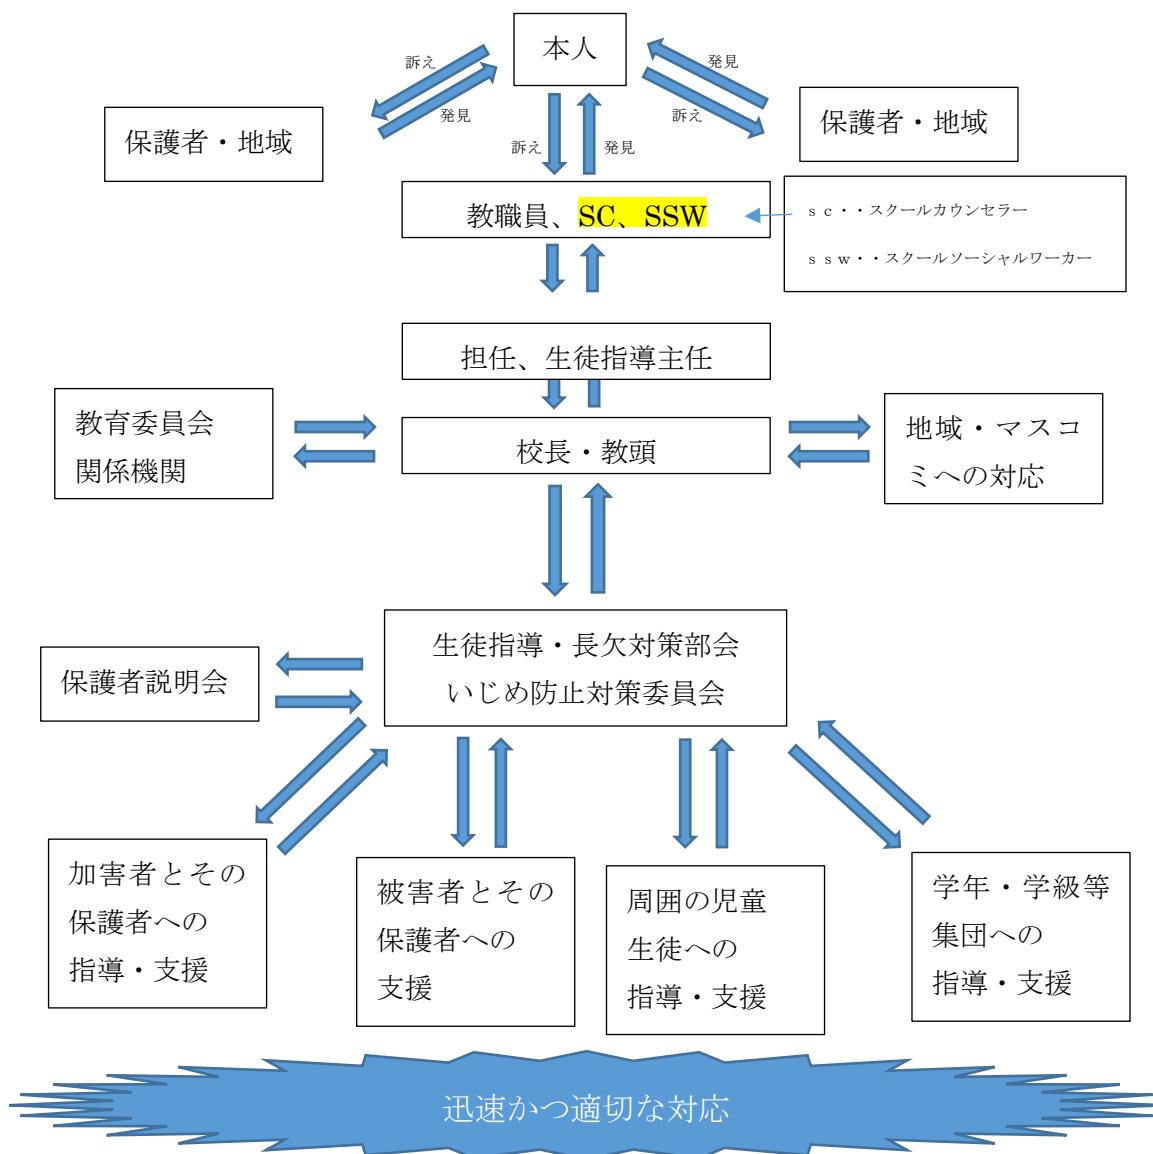 本人
訴え
発見
発見
訴え
訴え
発見
保護者・地域
保護者・地域
教職員、SC、SSW
ｓｃ・・スクールカウンセラー
ｓｓｗ・・スクールソーシャルワーカー
担任、生徒指導主任
教育委員会
関係機関
校長・教頭
地域・マスコ
ミへの対応
生徒指導・長欠対策部会
いじめ防止対策委員会
保護者説明会
加害者とその
保護者への
指導・支援
被害者とその
保護者への
支援
周囲の児童
生徒への
指導・支援
学年・学級等
集団への
指導・支援
迅速かつ適切な対応